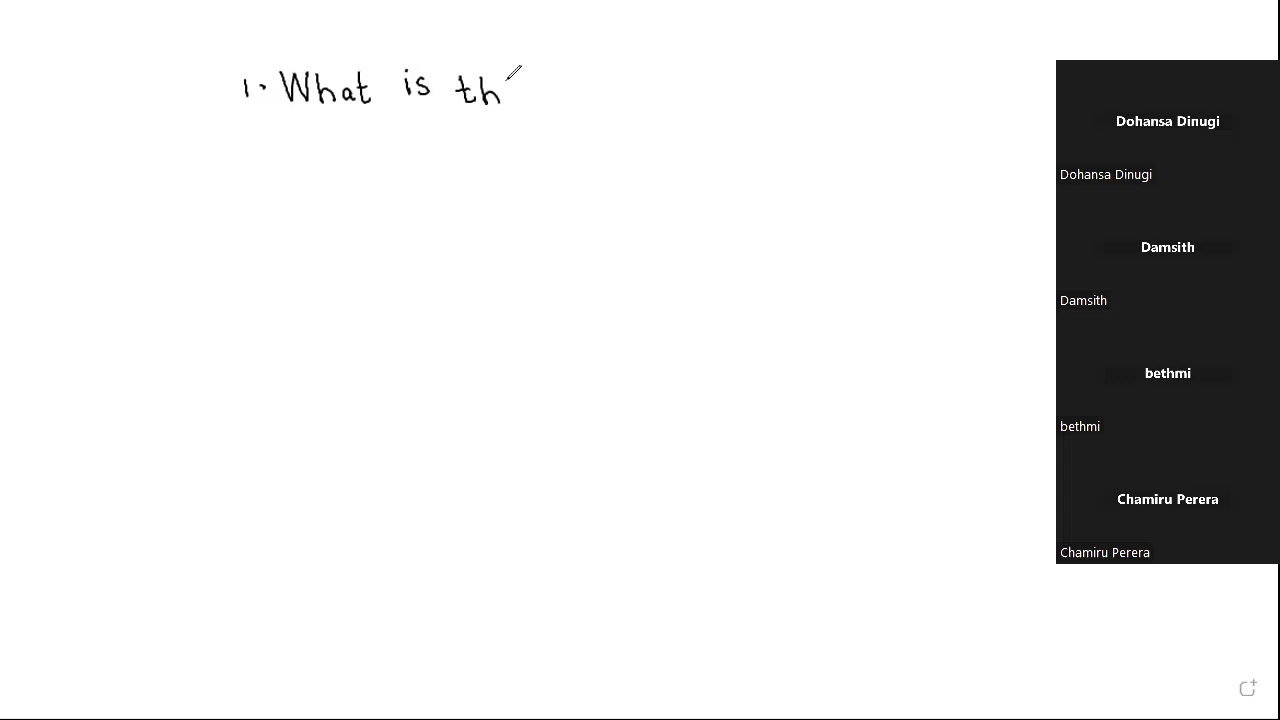 1. What is th
Dohansa Dinugi
Dohansa Dinugi
Damsith
Damsith
bethmi
bethmi
Chamiru Perera
Chamiru Perera